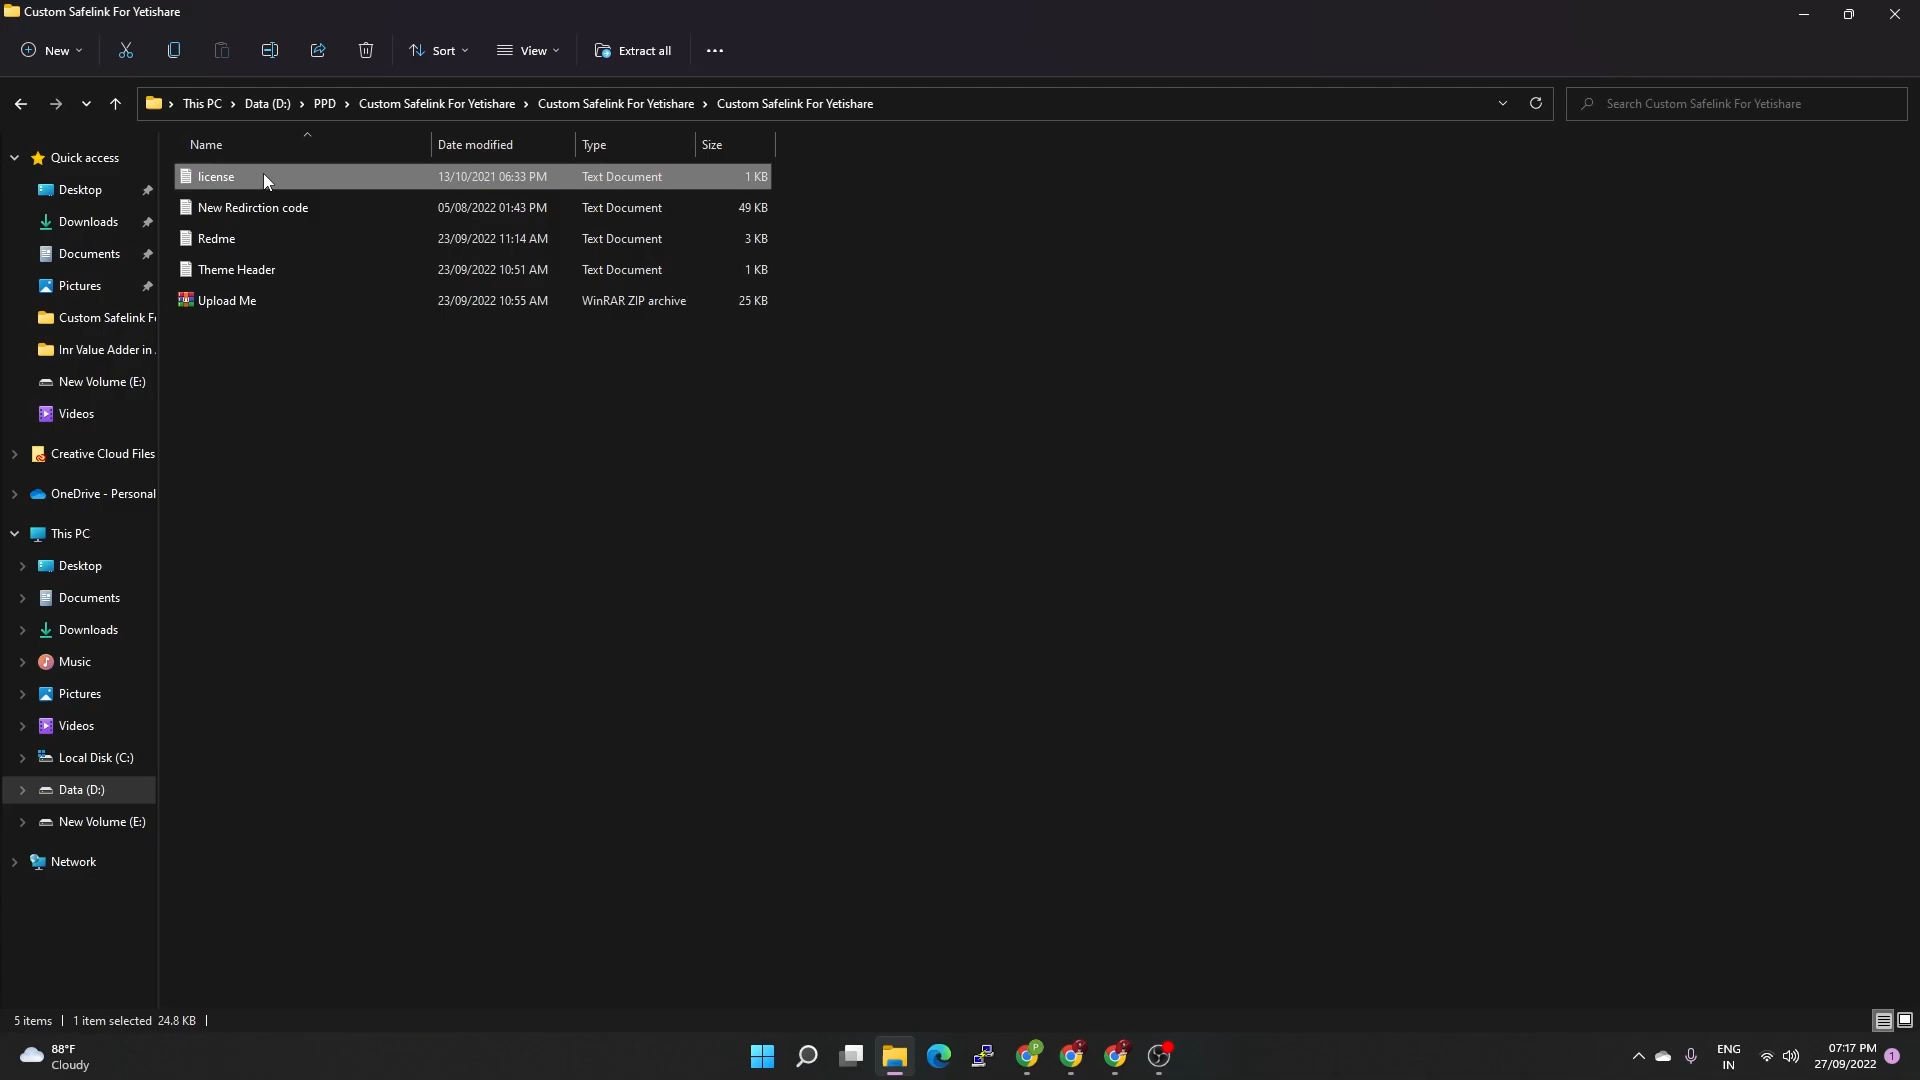 Custom Safelink For Yetishare
New
Sort
View
Extract all
This PC
Data (D:)
PPD
Custom Safelink For Yetishare
Custom Safelink For Yetishare
Custom Safelink For Yetishare
Search Custom Safelink For Yetishare
Name
Date modified
Type
Size
license 13/10/2021 06:33 PM Text Document 1 KB
New Redirction code 05/08/2022 01:43 PM Text Document 49 KB
Redme 23/09/2022 11:14 AM Text Document 3 KB
Theme Header 23/09/2022 10:51 AM Text Document 1 KB
Upload Me 23/09/2022 10:55 AM WinRAR ZIP archive 25 KB
Quick access
Desktop
Downloads
Documents
Pictures
Custom Safelink F
Inr Value Adder in
New Volume (E:)
Videos
Creative Cloud Files
OneDrive - Personal
This PC
Desktop
Documents
Downloads
Music
Pictures
Videos
Local Disk (C:)
Data (D:)
New Volume (E:)
Network
5 items
1 item selected 24.8 KB
88°F
Cloudy
P
ENG
IN
07:17 PM
27/09/2022
1